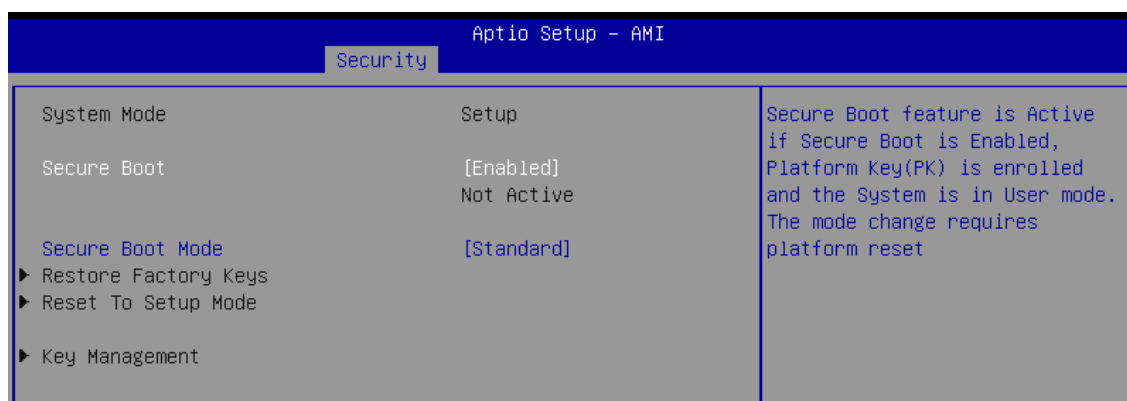 Aptio Setup – AMI
Security
System Mode Setup
Secure Boot [Enabled]
Not Active
Secure Boot Mode [Standard]
Restore Factory Keys
Reset To Setup Mode
Key Management
Secure Boot feature is Active
if Secure Boot is Enabled,
Platform Key(PK) is enrolled
and the System is in User mode.
The mode change requires
platform reset